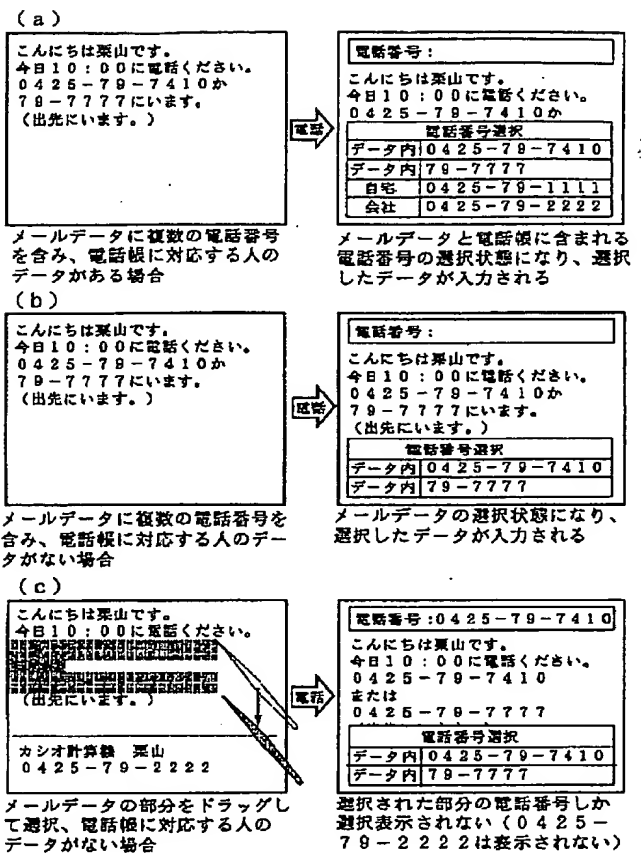 (a)
こんにちは栗山です。
今日10:00に電話ください。
0425-79-7410か
79-7777にいます。
(出先にいます。)
電話
電話番号:
こんにちは栗山です。
今日10:00に電話ください。
0425-79-7410か
電話番号選択
データ内 0425-79-7410
データ内 79-7777
自宅 0425-79-1111
会社 0425-79-2222
メールデータに複数の電話番号
を含み、電話帳に対応する人の
データがある場合
メールデータと電話帳に含まれる
電話番号の選択状態になり、選択
したデータが入力される
(b)
こんにちは栗山です。
今日10:00に電話ください。
0425-79-7410か
79-7777にいます。
(出先にいます。)
電話
電話番号:
こんにちは栗山です。
今日10:00に電話ください。
0425-79-7410か
79-7777にいます。
(出先にいます。)
電話番号選択
データ内 0425-79-7410
データ内 79-7777
メールデータに複数の電話番号を
含み、電話帳に対応する人のデー
タがない場合
メールデータの選択状態になり、
選択したデータが入力される
(c)
こんにちは栗山です。
今日10:00に電話ください。
(出先にいます。)
カシオ計算機 栗山
0425-79-2222
電話
電話番号:0425-79-7410
こんにちは栗山です。
今日10:00に電話ください。
0425-79-7410
または
0425-79-7777
電話番号選択
データ内 0425-79-7410
データ内 79-7777
メールデータの部分をドラッグし
て選択、電話帳に対応する人の
データがない場合
選択された部分の電話番号しか
選択表示されない(0425-
79-2222は表示されない)